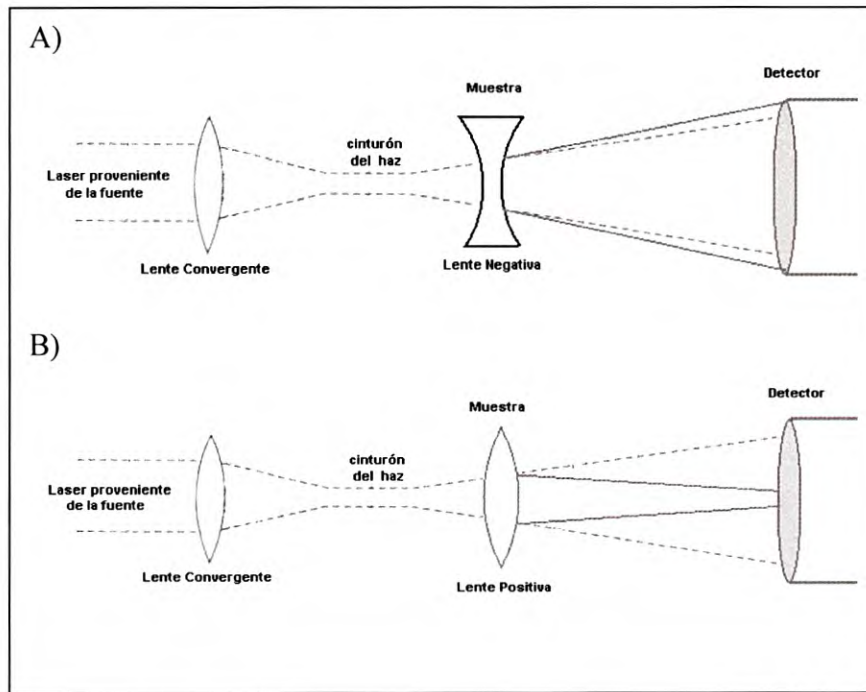 A)
Detector
Muestra
cinturón
del haz
Laser proveniente
de la fuente
Lente Convergente
Lente Negativa
B)
Detector
Muestra
cinturón
del haz
Laser proveniente
de la fuente
Lente Convergente
Lente Positiva